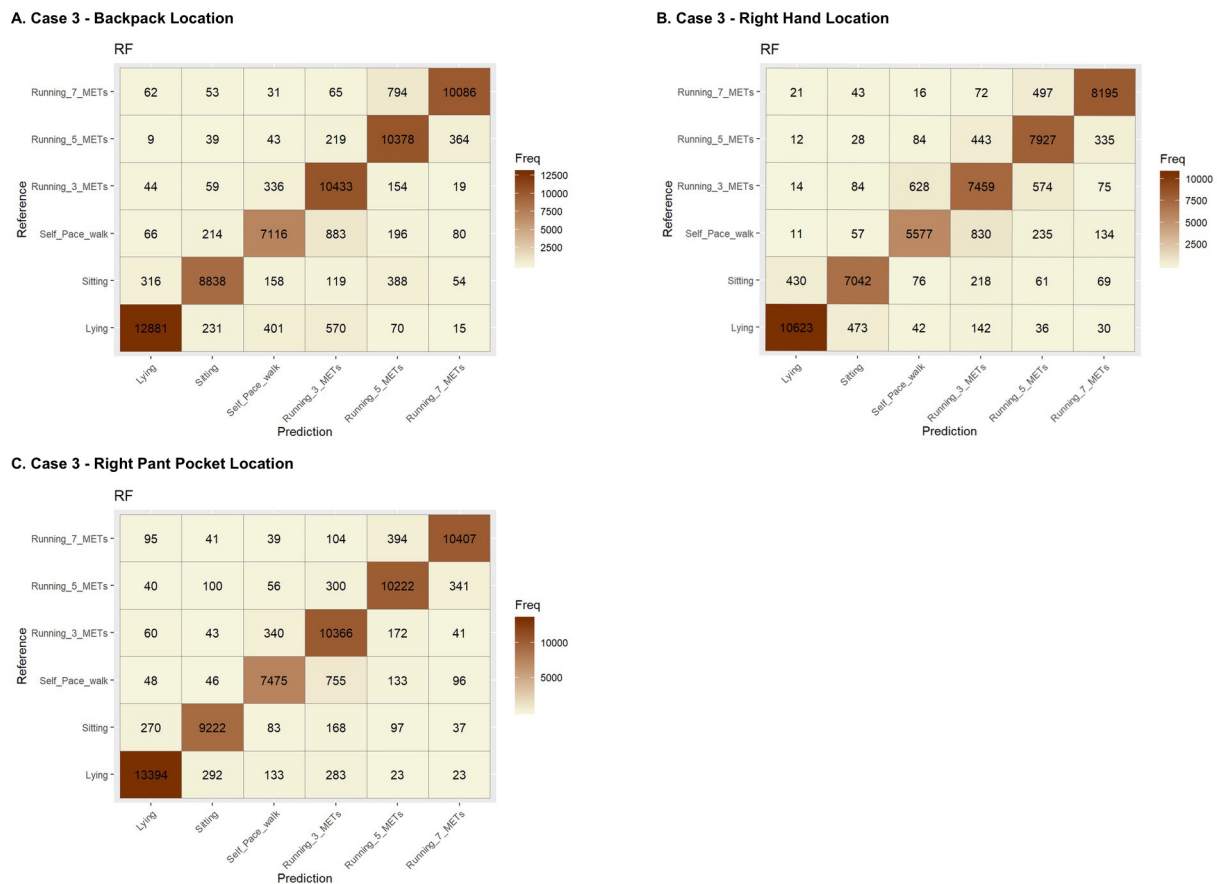 A. Case 3 - Backpack Location
RF
Reference
Running_7_METs 62 53 31 65 794 10086
Running_5_METs 9 39 43 219 10378 364
Running_3_METs 44 59 336 10433 154 19
Self_Pace_walk 66 214 7116 883 196 80
Sitting 316 8838 158 119 388 54
Lying 12881 231 401 570 70 15
Lying Sitting Self_Pace_walk Running_3_METs Running_5_METs Running_7_METs
Prediction
Freq
12500
10000
7500
5000
2500
B. Case 3 - Right Hand Location
RF
Reference
Running_7_METs 21 43 16 72 497 8195
Running_5_METs 12 28 84 443 7927 335
Running_3_METs 14 84 628 7459 574 75
Self_Pace_walk 11 57 5577 830 235 134
Sitting 430 7042 76 218 61 69
Lying 10623 473 42 142 36 30
Lying Sitting Self_Pace_walk Running_3_METs Running_5_METs Running_7_METs
Prediction
Freq
10000
7500
5000
2500
C. Case 3 - Right Pant Pocket Location
RF
Reference
Running_7_METs 95 41 39 104 394 10407
Running_5_METs 40 100 56 300 10222 341
Running_3_METs 60 43 340 10366 172 41
Self_Pace_walk 48 46 7475 755 133 96
Sitting 270 9222 83 168 97 37
Lying 13394 292 133 283 23 23
Lying Sitting Self_Pace_walk Running_3_METs Running_5_METs Running_7_METs
Prediction
Freq
10000
5000